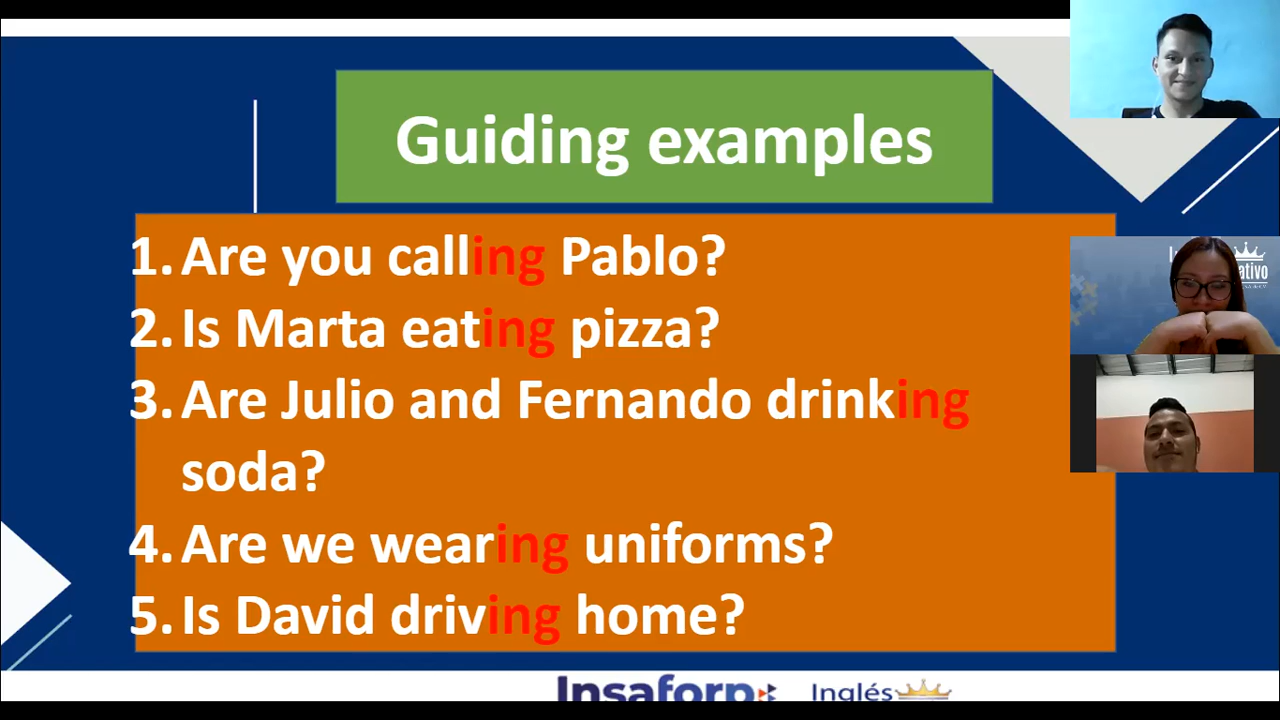 Guiding examples
1. Are you calling Pablo?
2. Is Marta eating pizza?
3. Are Julio and Fernando drinking
soda?
4. Are we wearing uniforms?
5. Is David driving home?
Insaforp
Inglés